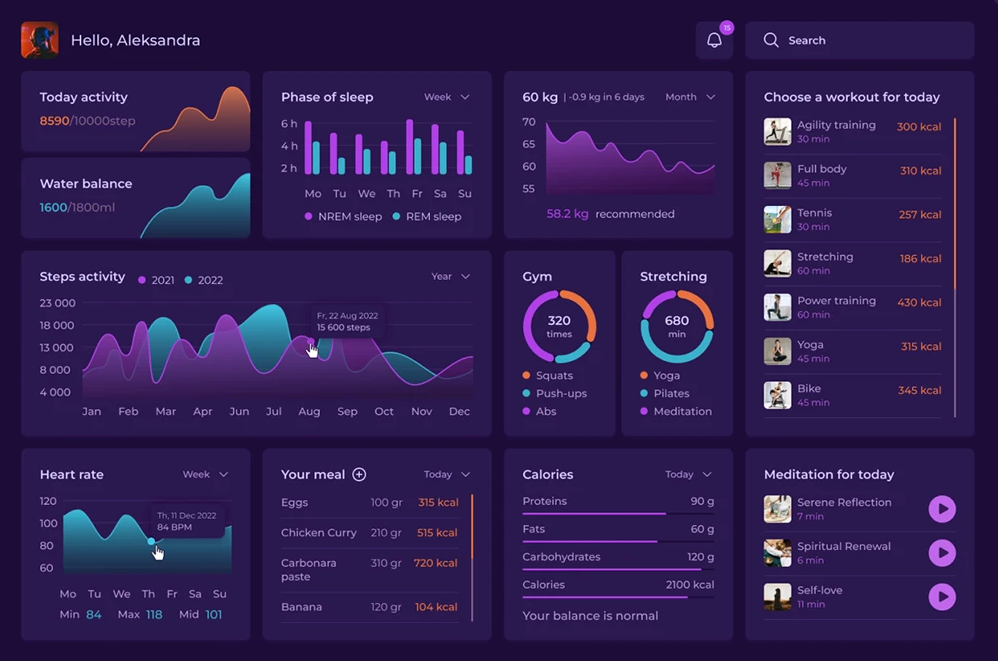 Hello, Aleksandra
15
Search
Today activity
8590/10000step
Water balance
1600/1800ml
Phase of sleep
Week
6 h
4 h
2 h
Mo Tu We Th Fr Sa Su
NREM sleep REM sleep
60 kg | -0.9 kg in 6 days
Month
70
65
60
55
58.2 kg recommended
Choose a workout for today
Agility training 300 kcal
30 min
Full body 310 kcal
45 min
Tennis 257 kcal
30 min
Stretching 186 kcal
60 min
Power training 430 kcal
60 min
Yoga 315 kcal
45 min
Bike 345 kcal
45 min
Steps activity 2021 2022
Year
23 000
18 000
13 000
8 000
4 000
Fr, 22 Aug 2022
15 600 steps
Jan Feb Mar Apr Jun Jul Aug Sep Oct Nov Dec
Gym
320
times
Squats
Push-ups
Abs
Stretching
680
min
Yoga
Pilates
Meditation
Heart rate
Week
120
100
80
60
Th, 11 Dec 2022
84 BPM
Mo Tu We Th Fr Sa Su
Min 84 Max 118 Mid 101
Your meal
Today
Eggs 100 gr 315 kcal
Chicken Curry 210 gr 515 kcal
Carbonara 310 gr 720 kcal
paste
Banana 120 gr 104 kcal
Calories
Today
Proteins 90 g
Fats 60 g
Carbohydrates 120 g
Calories 2100 kcal
Your balance is normal
Meditation for today
Serene Reflection
7 min
Spiritual Renewal
6 min
Self-love
11 min